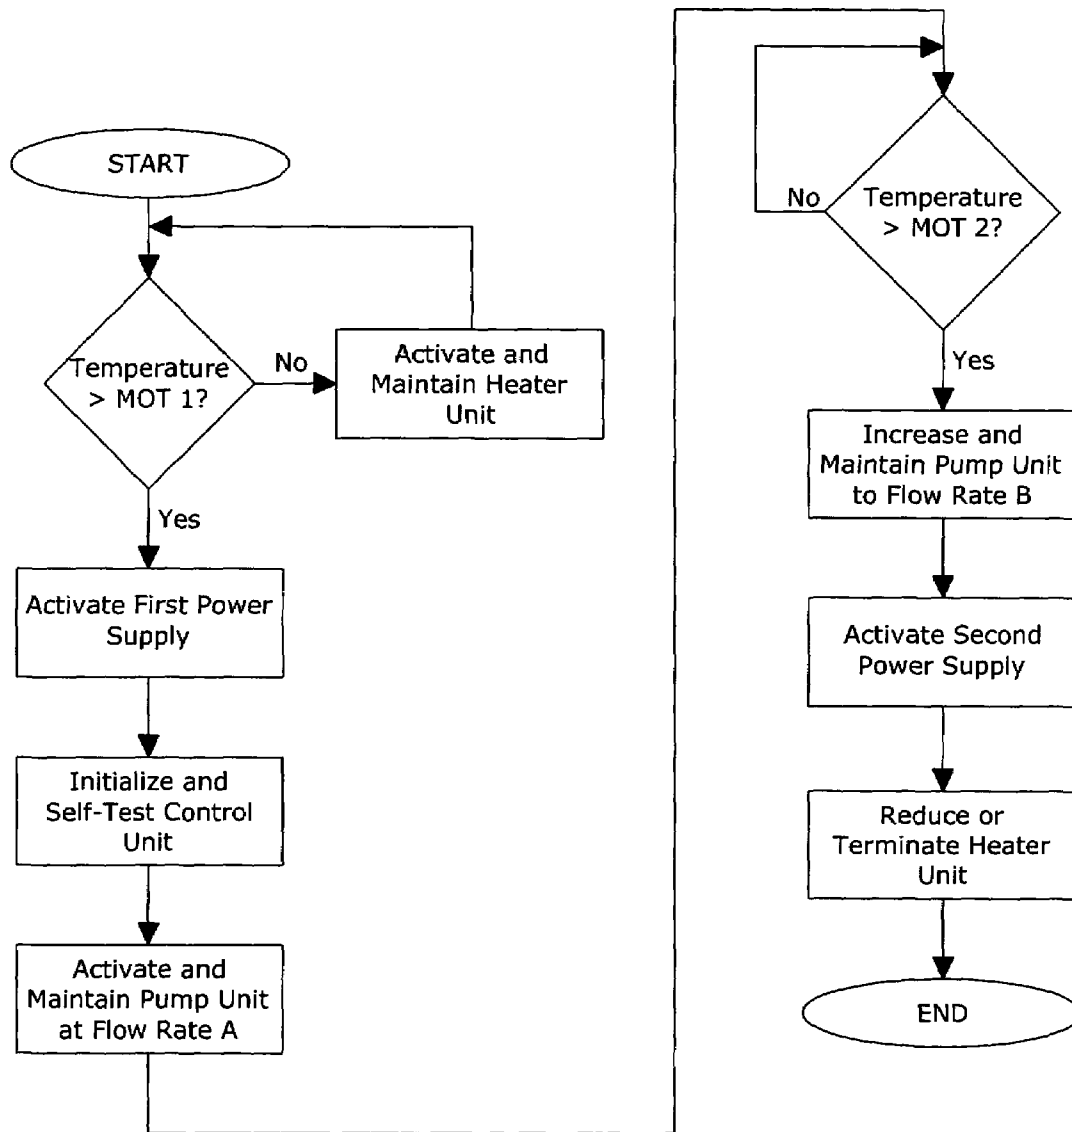 START
Temperature
> MOT 1?
No
Activate and
Maintain Heater
Unit
Yes
Activate First Power
Supply
Initialize and
Self-Test Control
Unit
Activate and
Maintain Pump Unit
at Flow Rate A
Temperature
> MOT 2?
No
Yes
Increase and
Maintain Pump Unit
to Flow Rate B
Activate Second
Power Supply
Reduce or
Terminate Heater
Unit
END